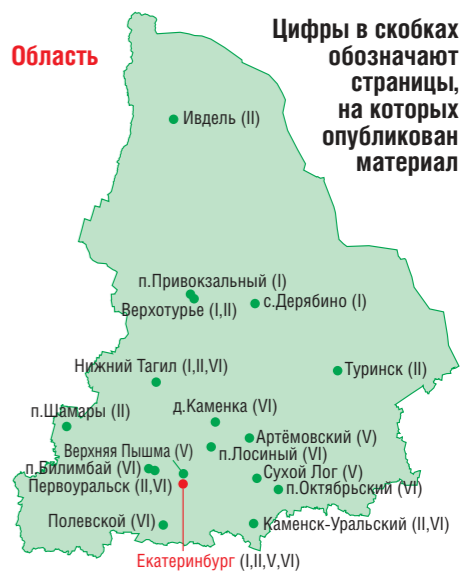 Область
Цифры в скобках
обозначают
страницы,
на которых
опубликован
материал
Ивдель (II)
п.Привокзальный (I)
Верхотурье (I,II)
с.Дерябино (I)
Нижний Тагил (I,II,VI)
Туринск (II)
п.Шамары (II)
д.Каменка (VI)
Артёмовский (V)
Верхняя Пышма (V)
п.Лосиный (VI)
п.Билимбай (VI)
Сухой Лог (V)
Первоуральск (II,VI)
п.Октябрьский (VI)
Полевской (VI)
Каменск-Уральский (II,VI)
Екатеринбург (I,II,V,VI)